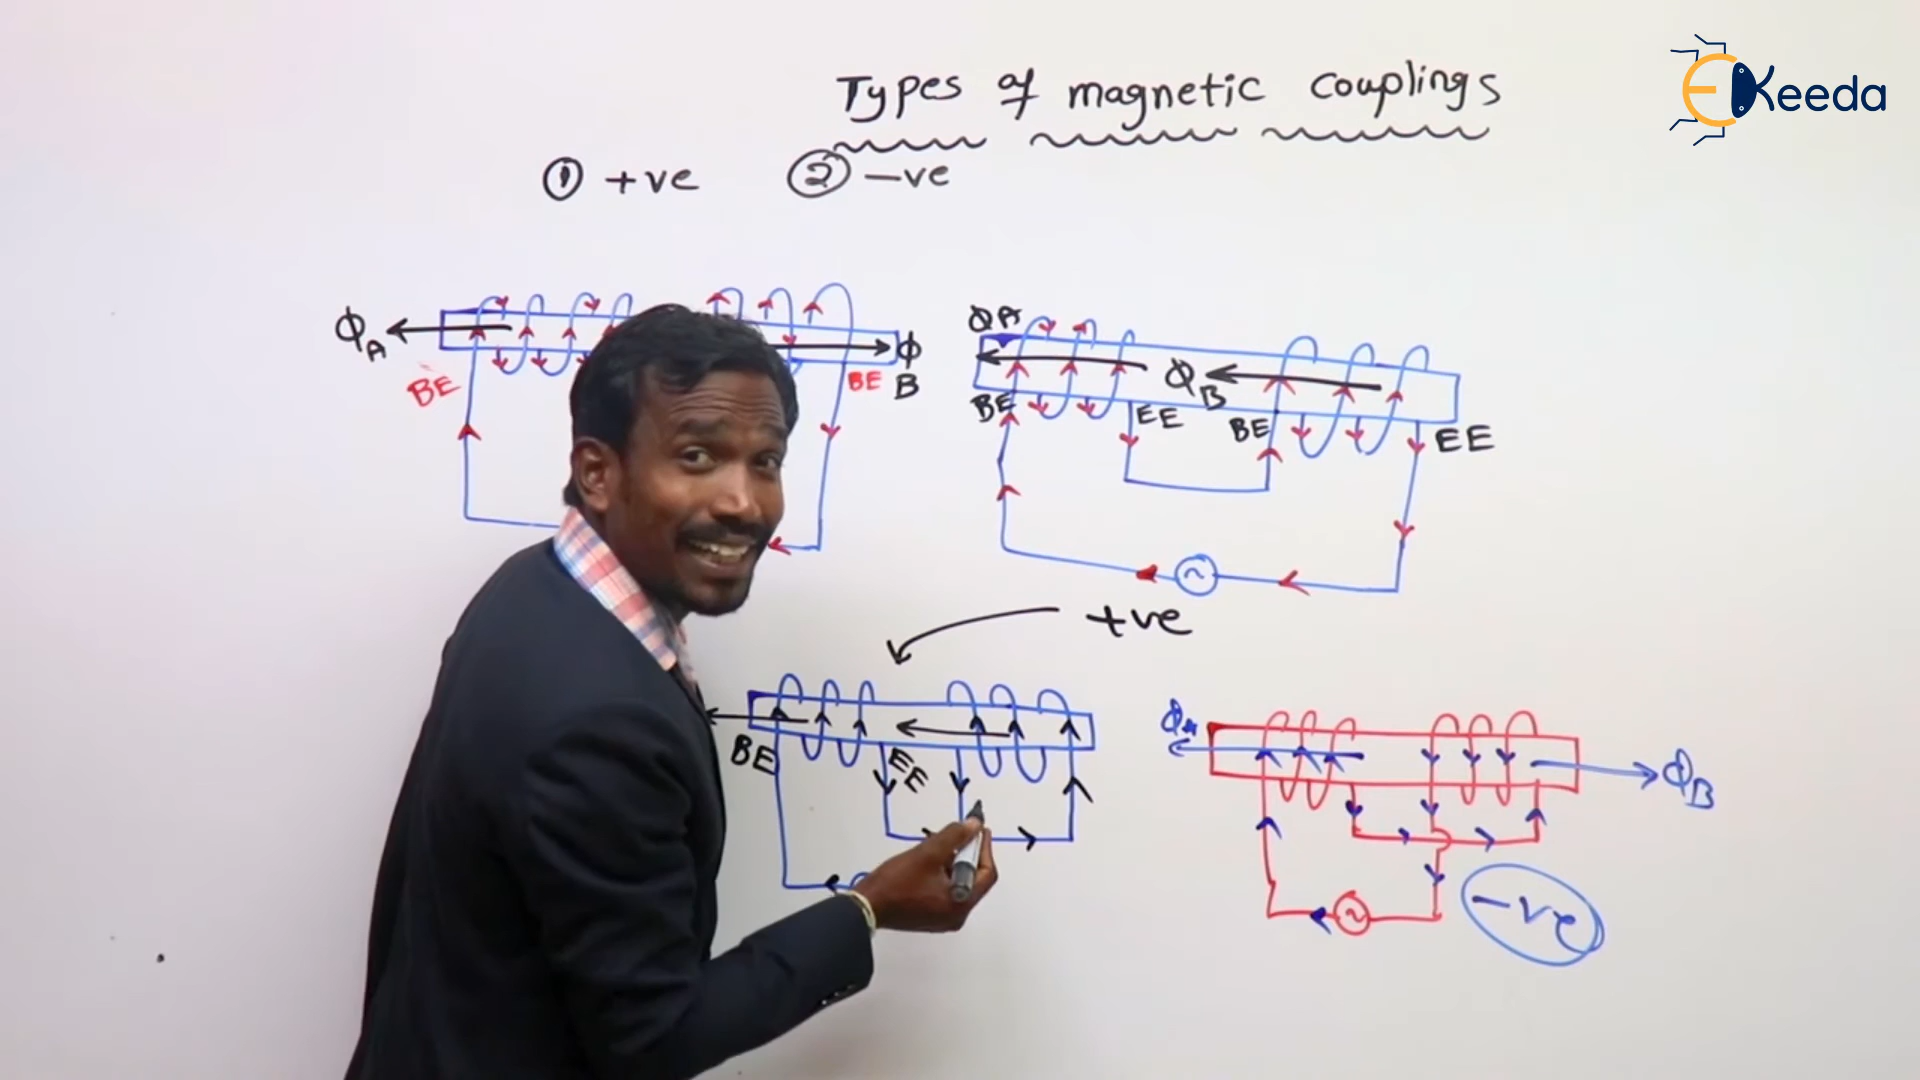 Types of magnetic couplings
EKeeda
① +ve ② -ve
ϕA
BE
BE
ϕB
ϕA
BE
EE
ϕB
BE
EE
+ve
BE
EE
ϕA
ϕB
-ve